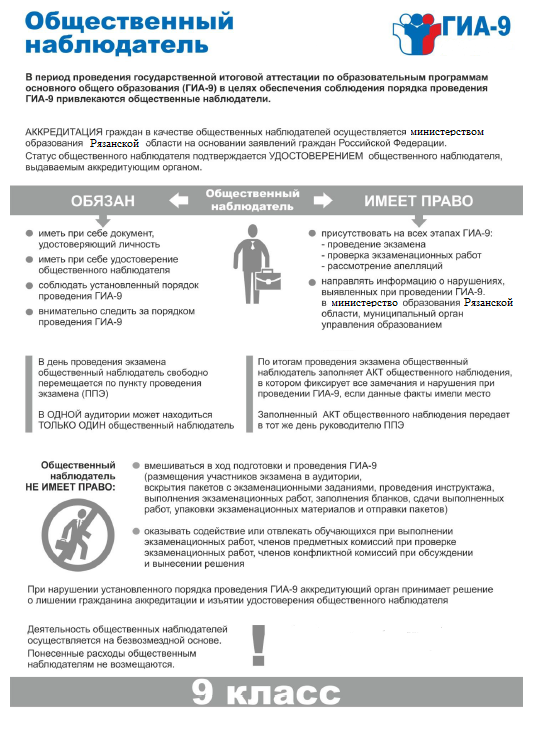 Общественный
наблюдатель
ГИА-9
В период проведения государственной итоговой аттестации по образовательным программам
основного общего образования (ГИА-9) в целях обеспечения соблюдения порядка проведения
ГИА-9 привлекаются общественные наблюдатели.
АККРЕДИТАЦИЯ граждан в качестве общественных наблюдателей осуществляется министерством
образования Рязанской области на основании заявлений граждан Российской Федерации.
Статус общественного наблюдателя подтверждается УДОСТОВЕРЕНИЕМ общественного наблюдателя,
выдаваемым аккредитующим органом.
ОБЯЗАН
Общественный
наблюдатель
ИМЕЕТ ПРАВО
иметь при себе документ,
удостоверяющий личность
иметь при себе удостоверение
общественного наблюдателя
соблюдать установленный порядок
проведения ГИА-9
внимательно следить за порядком
проведения ГИА-9
присутствовать на всех этапах ГИА-9:
- проведение экзамена
- проверка экзаменационных работ
- рассмотрение апелляций
направлять информацию о нарушениях,
выявленных при проведении ГИА-9.
в министерство образования Рязанской
области, муниципальный орган
управления образованием
В день проведения экзамена
общественный наблюдатель свободно
перемещается по пункту проведения
экзамена (ППЭ)
В ОДНОЙ аудитории может находиться
ТОЛЬКО ОДИН общественный наблюдатель
По итогам проведения экзамена общественный
наблюдатель заполняет АКТ общественного наблюдения,
в котором фиксирует все замечания и нарушения при
проведении ГИА-9, если данные факты имели место
Заполненный АКТ общественного наблюдения передает
в тот же день руководителю ППЭ
Общественный
наблюдатель
НЕ ИМЕЕТ ПРАВО:
вмешиваться в ход подготовки и проведения ГИА-9
(размещения участников экзамена в аудитории,
вскрытия пакетов с экзаменационными заданиями, проведения инструктажа,
выполнения экзаменационных работ, заполнения бланков, сдачи выполненных
работ, упаковки экзаменационных материалов и отправки пакетов)
оказывать содействие или отвлекать обучающихся при выполнении
экзаменационных работ, членов предметных комиссий при проверке
экзаменационных работ, членов конфликтной комиссий при обсуждении
и вынесении решения
При нарушении установленного порядка проведения ГИА-9 аккредитующий орган принимает решение
о лишении гражданина аккредитации и изъятии удостоверения общественного наблюдателя
Деятельность общественных наблюдателей
осуществляется на безвозмездной основе.
Понесенные расходы общественным
наблюдателям не возмещаются.
!
9 класс